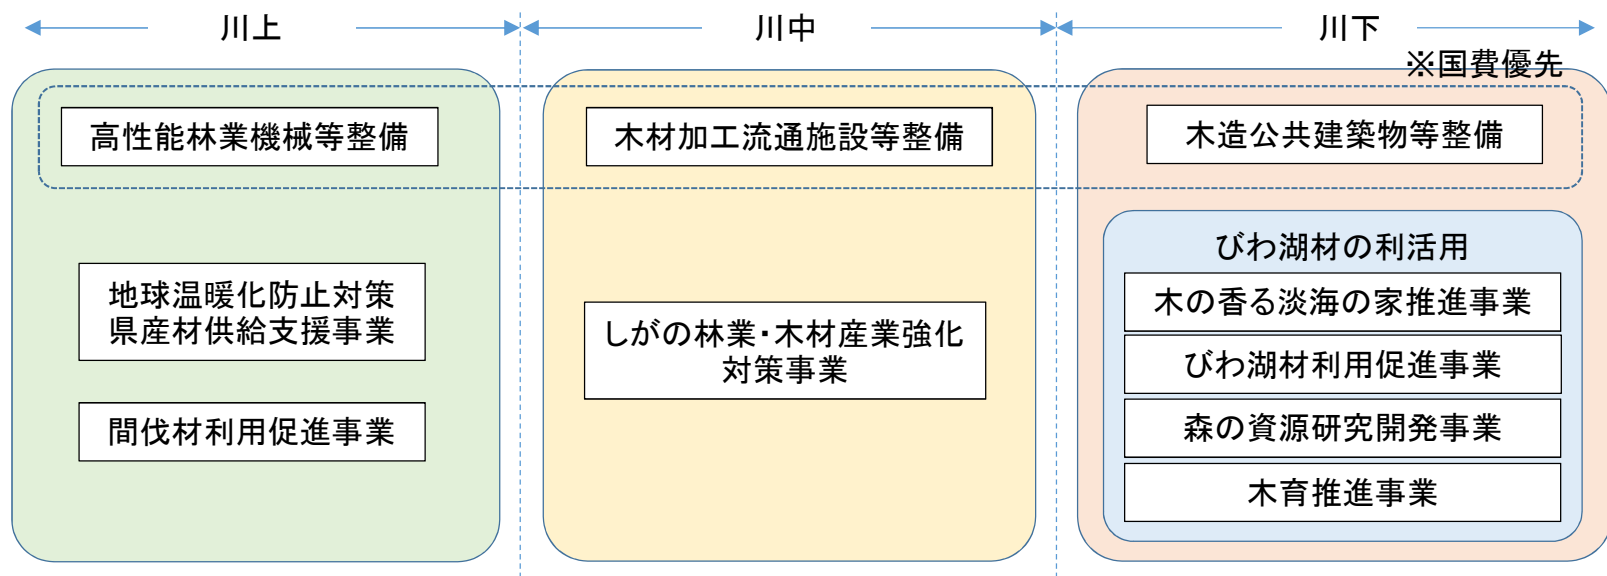 川上
川中
川下
※国費優先
高性能林業機械等整備
木材加工流通施設等整備
木造公共建築物等整備
地球温暖化防止対策
県産材供給支援事業
間伐材利用促進事業
しがの林業・木材産業強化
対策事業
びわ湖材の利活用
木の香る淡海の家推進事業
びわ湖材利用促進事業
森の資源研究開発事業
木育推進事業